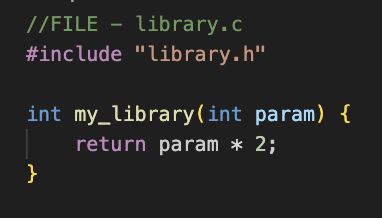 //FILE - library.c
#include "library.h"
int my_library(int param) {
    return param * 2;
}